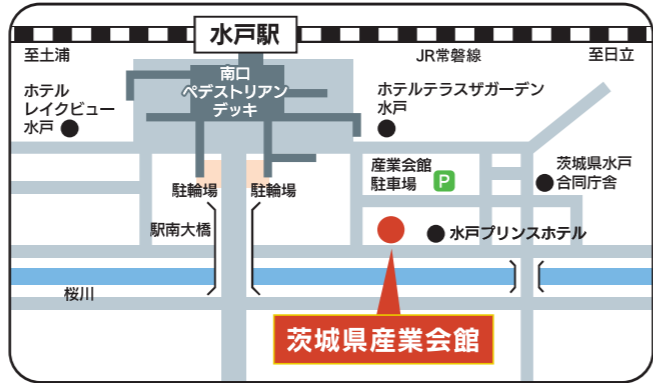 水戸駅
至土浦
JR常磐線
至日立
南口
ペデストリアン
デッキ
ホテル
レイクビュー
水戸
ホテルテラスザガーデン
水戸
産業会館
駐車場
P
茨城県水戸
合同庁舎
駐輪場
駐輪場
駅南大橋
水戸プリンスホテル
桜川
茨城県産業会館